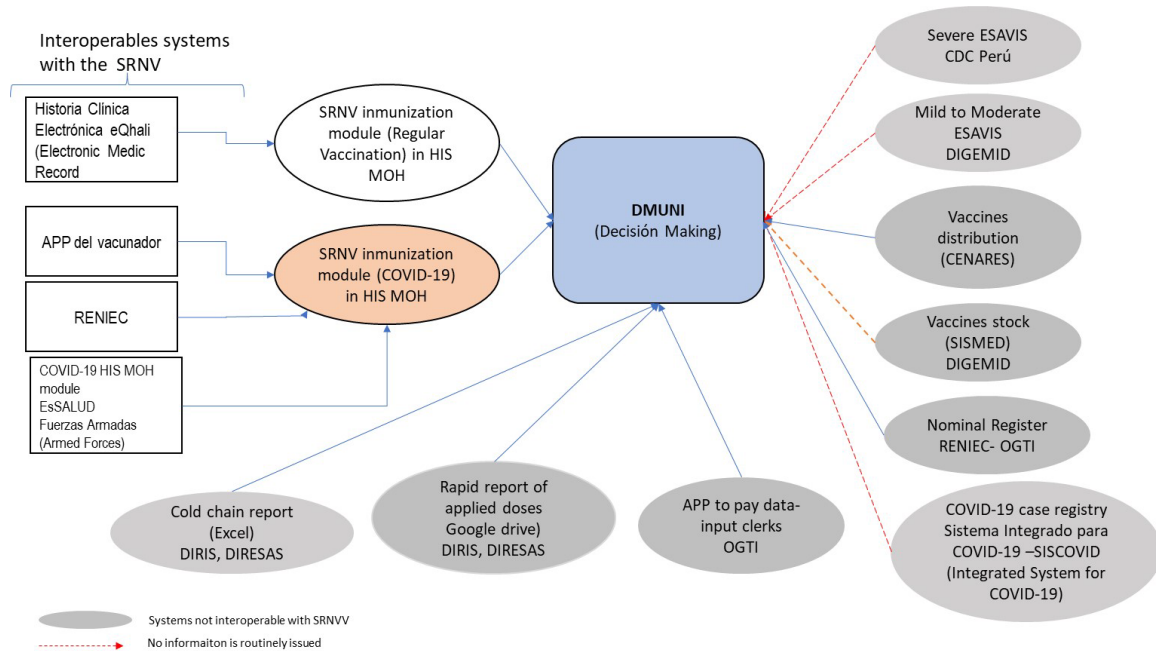 Interoperables systems
with the SRNV
Historia Clínica
Electrónica eQhali
(Electronic Medic
Record
APP del vacunador
RENIEC
COVID-19 HIS MOH
module
EsSALUD
Fuerzas Armadas
(Armed Forces)
SRNV inmunization
module (Regular
Vaccination) in HIS
MOH
SRNV inmunization
module (COVID-19)
in HIS MOH
DMUNI
(Decisión Making)
Severe ESAVIS
CDC Perú
Mild to Moderate
ESAVIS
DIGEMID
Vaccines
distribution
(CENARES)
Vaccines stock
(SISMED)
DIGEMID
Nominal Register
RENIEC- OGTI
COVID-19 case registry
Sistema Integrado para
COVID-19 –SISCOVID
(Integrated System for
COVID-19)
Cold chain report
(Excel)
DIRIS, DIRESAS
Rapid report of
applied doses
Google drive)
DIRIS, DIRESAS
APP to pay data-
input clerks
OGTI
Systems not interoperable with SRNVV
No informaiton is routinely issued